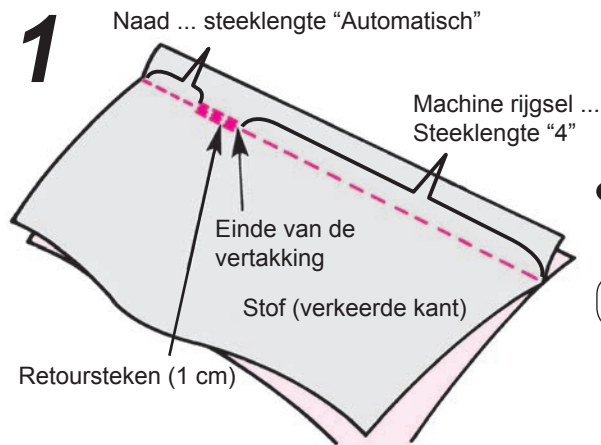 1
Naad ... steeklengte “Automatisch”
Machine rijgsel ...
Steeklengte “4”
Einde van de
vertakking
Stof (verkeerde kant)
Retoursteken (1 cm)